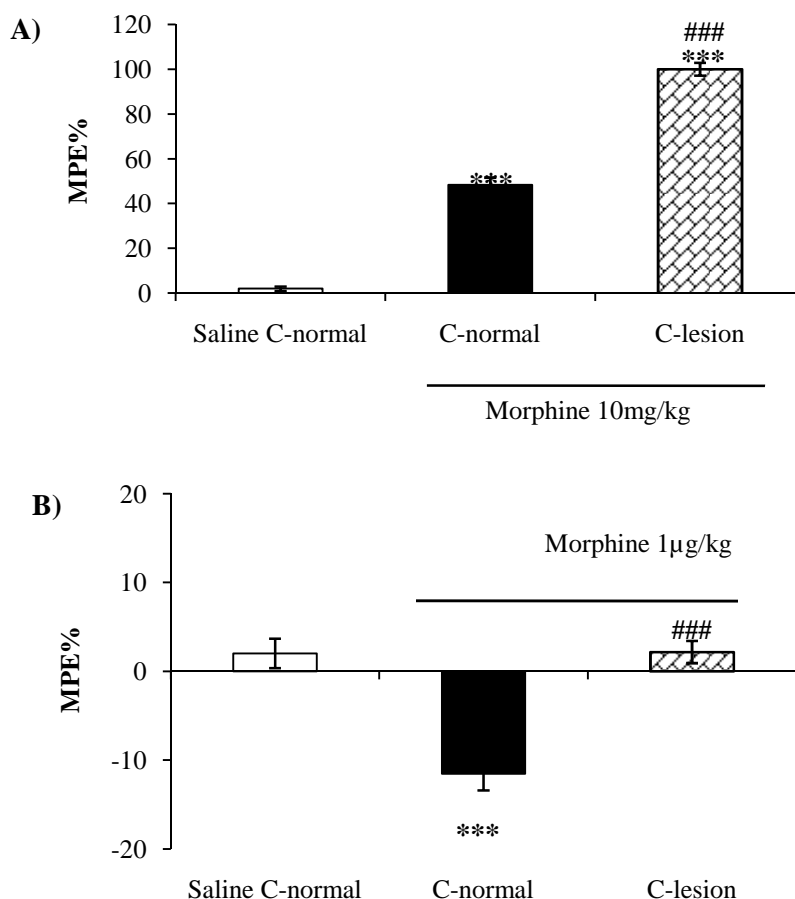 A)
MPE%
120
100
80
60
40
20
0
###
***
***
Saline C-normal C-normal C-lesion
Morphine 10mg/kg
B)
MPE%
20
10
0
-10
-20
Morphine 1µg/kg
###
***
Saline C-normal C-normal C-lesion